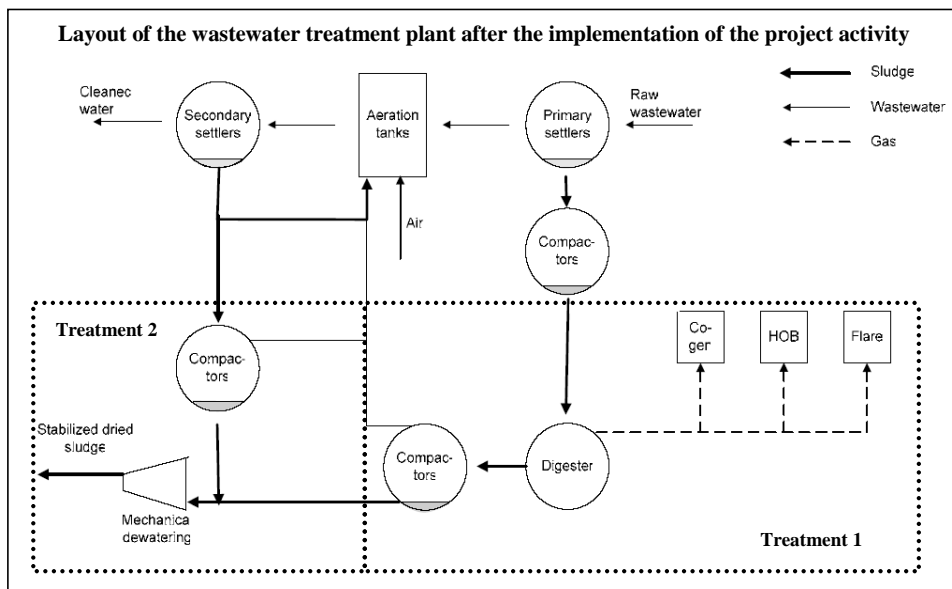 Layout of the wastewater treatment plant after the implementation of the project activity
Cleanec
water
Secondary
settlers
Aeration
tanks
Primary
settlers
Raw
wastewater
Sludge
Wastewater
Gas
Air
Compac-
tors
Treatment 2
Compac-
tors
Co-
ger
HOB
Flare
Stabilized dried
sludge
Compac-
tors
Digester
Mechanica
dewatering
Treatment 1